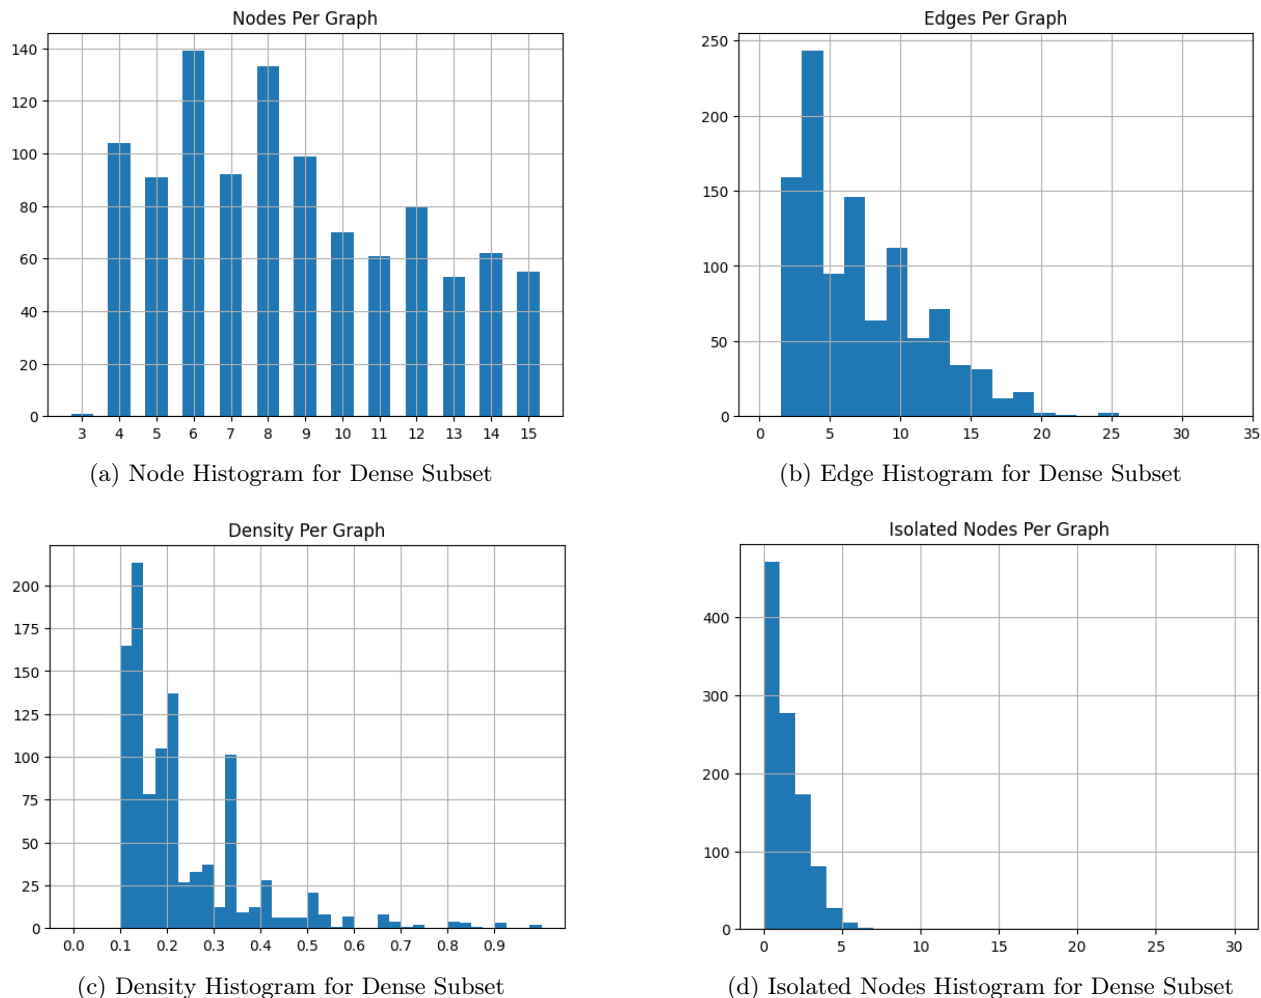 Nodes Per Graph
140
120
100
80
60
40
20
0
3 4 5 6 7 8 9 10 11 12 13 14 15
(a) Node Histogram for Dense Subset
Edges Per Graph
250
200
150
100
50
0
0 5 10 15 20 25 30 35
(b) Edge Histogram for Dense Subset
Density Per Graph
200
175
150
125
100
75
50
25
0
0.0 0.1 0.2 0.3 0.4 0.5 0.6 0.7 0.8 0.9
(c) Density Histogram for Dense Subset
Isolated Nodes Per Graph
400
300
200
100
0
0 5 10 15 20 25 30
(d) Isolated Nodes Histogram for Dense Subset